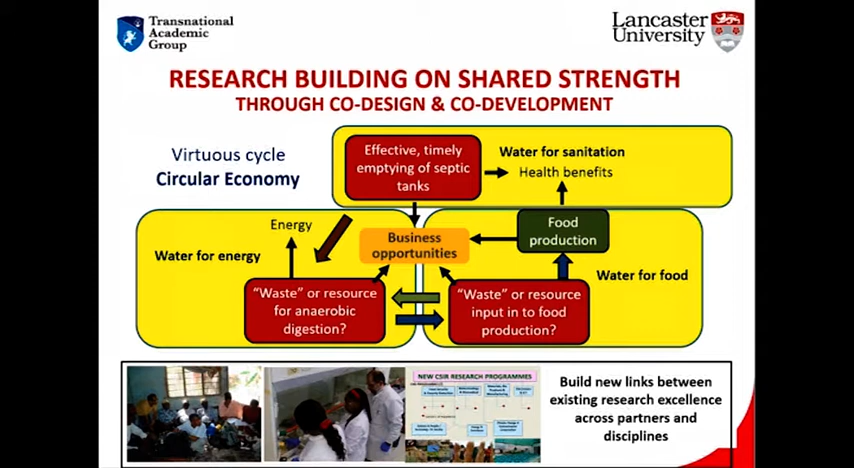 Transnational
Academic
Group
Lancaster
University
RESEARCH BUILDING ON SHARED STRENGTH
THROUGH CO-DESIGN & CO-DEVELOPMENT
Virtuous cycle
Circular Economy
Effective, timely
emptying of septic
tanks
Water for sanitation
Health benefits
Energy
Water for energy
Business
opportunities
Food
production
Water for food
"Waste" or resource
for anaerobic
digestion?
"Waste" or resource
input in to food
production?
NEW CSIR RESEARCH PROGRAMMES
Build new links between
existing research excellence
across partners and
disciplines